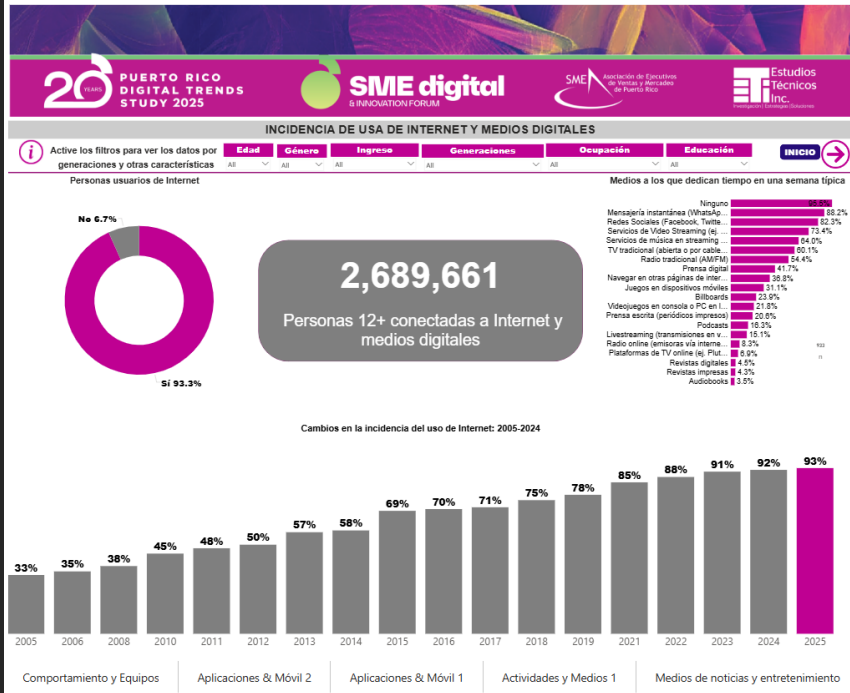 20 YEARS
PUERTO RICO
DIGITAL TRENDS
STUDY 2025
SME digital
& INNOVATION FORUM
SME
Asociación de Ejecutivos
de Ventas y Mercadeo
de Puerto Rico
ETi
Estudios
Técnicos
Inc.
Investigación | Estrategias | Soluciones
INCIDENCIA DE USA DE INTERNET Y MEDIOS DIGITALES
i
Active los filtros para ver los datos por
generaciones y otras características
Edad
All
Género
All
Ingreso
All
Generaciones
All
Ocupación
All
Educación
All
INICIO
Personas usuarios de Internet
No 6.7%
Sí 93.3%
2,689,661
Personas 12+ conectadas a Internet y
medios digitales
Medios a los que dedican tiempo en una semana típica
Ninguno
Mensajería instantánea (WhatsAp... 88.2%
Redes Sociales (Facebook, Twitte... 82.3%
Servicios de Video Streaming (ej. ... 73.4%
Servicios de música en streaming ... 64.0%
TV tradicional (abierta o por cable... 60.1%
Radio tradicional (AM/FM) 54.4%
Prensa digital 41.7%
Navegar en otras páginas de inter... 36.8%
Juegos en dispositivos móviles 31.1%
Billboards 23.9%
Videojuegos en consola o PC en l... 21.8%
Prensa escrita (periódicos impresos) 20.6%
Podcasts 16.3%
Livestreaming (transmisiones en v... 15.1%
Radio online (emisoras vía interne... 8.3%
Plataformas de TV online (ej. Plut... 6.9%
Revistas digitales 4.5%
Revistas impresas 4.3%
Audiobooks 3.5%
Cambios en la incidencia del uso de Internet: 2005-2024
33% 35% 38% 45% 48% 50% 57% 58% 69% 70% 71% 75% 78% 85% 88% 91% 92% 93%
2005 2006 2008 2010 2011 2012 2013 2014 2015 2016 2017 2018 2019 2021 2022 2023 2024 2025
Comportamiento y Equipos
Aplicaciones & Móvil 2
Aplicaciones & Móvil 1
Actividades y Medios 1
Medios de noticias y entretenimiento